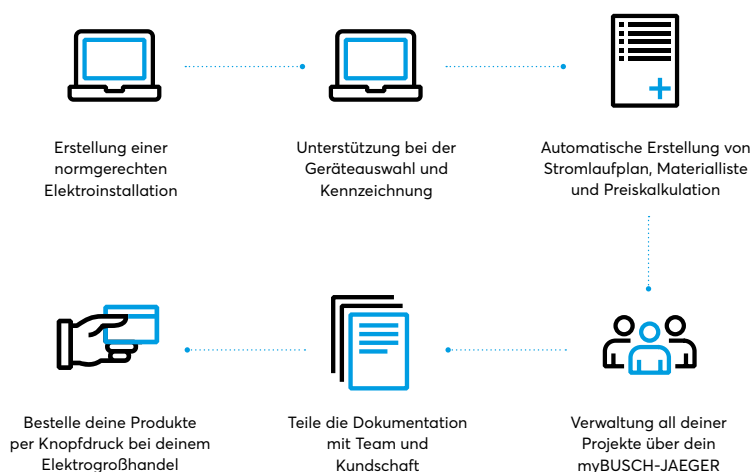 Erstellung einer
normgerechten
Elektroinstallation
Unterstützung bei der
Geräteauswahl und
Kennzeichnung
Automatische Erstellung von
Stromlaufplan, Materialliste
und Preiskalkulation
Verwaltung all deiner
Projekte über dein
myBUSCH-JAEGER
Teile die Dokumentation
mit Team und
Kundschaft
Bestelle deine Produkte
per Knopfdruck bei deinem
Elektrogroßhandel